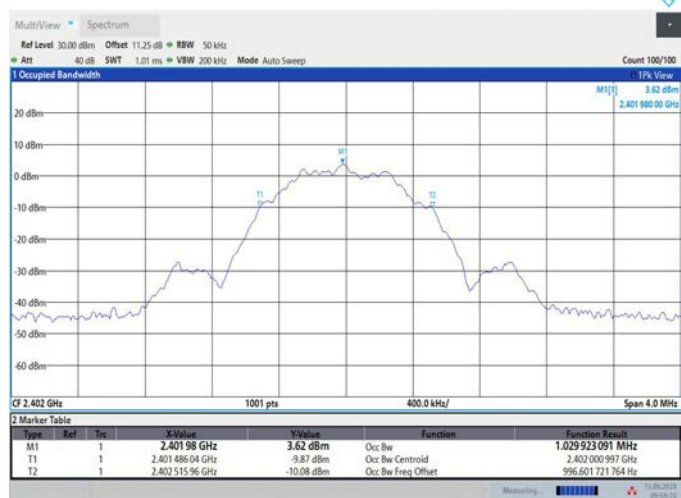 MultiView Spectrum
Ref Level 30.00 dBm Offset 11.25 dB RBW 50 kHz
Att 40 dB SWT 1.01 ms VBW 200 kHz Mode Auto Sweep Count 100/100
1 Occupied Bandwidth 1Pk View
M1[1] 3.62 dBm
2.401 980 00 GHz
20 dBm
10 dBm
M1
0 dBm
T1 T2
-10 dBm
-20 dBm
-30 dBm
-40 dBm
-50 dBm
-60 dBm
CF 2.402 GHz 1001 pts 400.0 kHz/ Span 4.0 MHz
2 Marker Table
Type Ref Trc X-Value Y-Value Function Function Result
M1 1 2.401 98 GHz 3.62 dBm Occ Bw 1.029 923 091 MHz
T1 1 2.401 486 04 GHz -9.87 dBm Occ Bw Centroid 2.402 000 997 GHz
T2 1 2.402 515 96 GHz -10.08 dBm Occ Bw Freq Offset 996.601 721 764 Hz
Measuring...